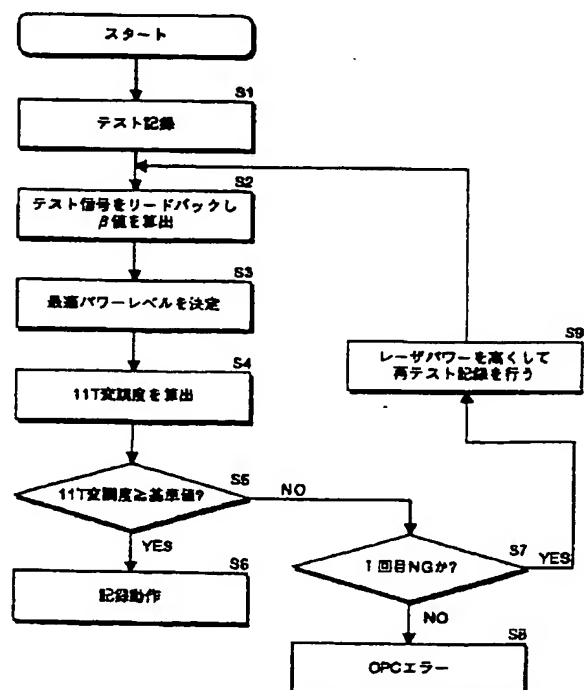 スタート
S1
テスト記録
S2
テスト信号をリードバックし
β値を算出
S3
最適パワーレベルを決定
S4
11T変調度を算出
S5
11T変調度≧基準値?
NO
YES
S6
記録動作
S7
1回目NGか?
YES
NO
S8
OPCエラー
S9
レーザパワーを高くして
再テスト記録を行う